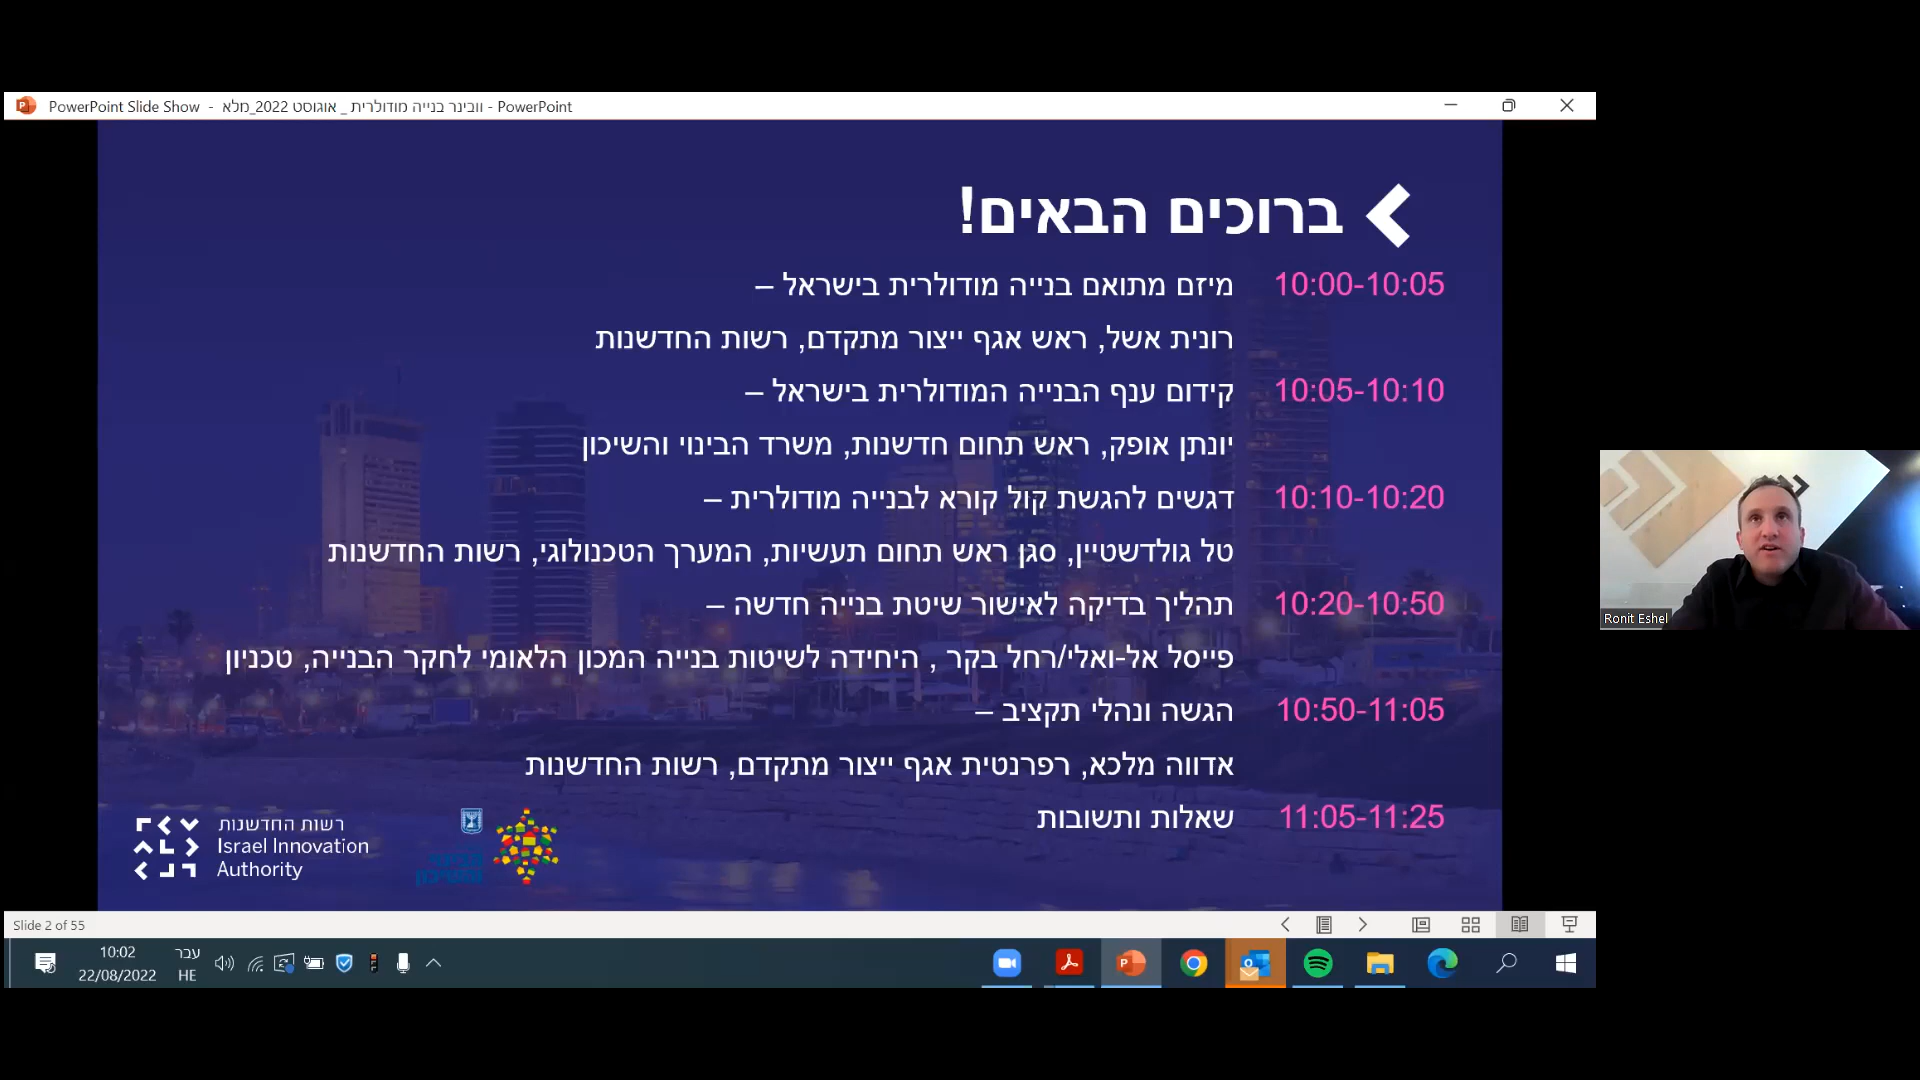 PowerPoint Slide Show - וובינר בנייה מודולרית _ אוגוסט 2022_מלא - PowerPoint
ברוכים הבאים!
10:00-10:05 מיזם מתואם בנייה מודולרית בישראל –
רונית אשל, ראש אגף ייצור מתקדם, רשות החדשנות
10:05-10:10 קידום ענף הבנייה המודולרית בישראל –
יונתן אופק, ראש תחום חדשנות, משרד הבינוי והשיכון
10:10-10:20 דגשים להגשת קול קורא לבנייה מודולרית –
טל גולדשטיין, סגן ראש תחום תעשיות, המערך הטכנולוגי, רשות החדשנות
10:20-10:50 תהליך בדיקה לאישור שיטת בנייה חדשה –
פייסל אל-ואלי/רחל בקר , היחידה לשיטות בנייה המכון הלאומי לחקר הבנייה, טכניון
10:50-11:05 הגשה ונהלי תקציב –
אדווה מלכא, רפרנטית אגף ייצור מתקדם, רשות החדשנות
11:05-11:25 שאלות ותשובות
רשות החדשנות
Israel Innovation
Authority
Ronit Eshel
Slide 2 of 55
10:02
22/08/2022
עבר
HE